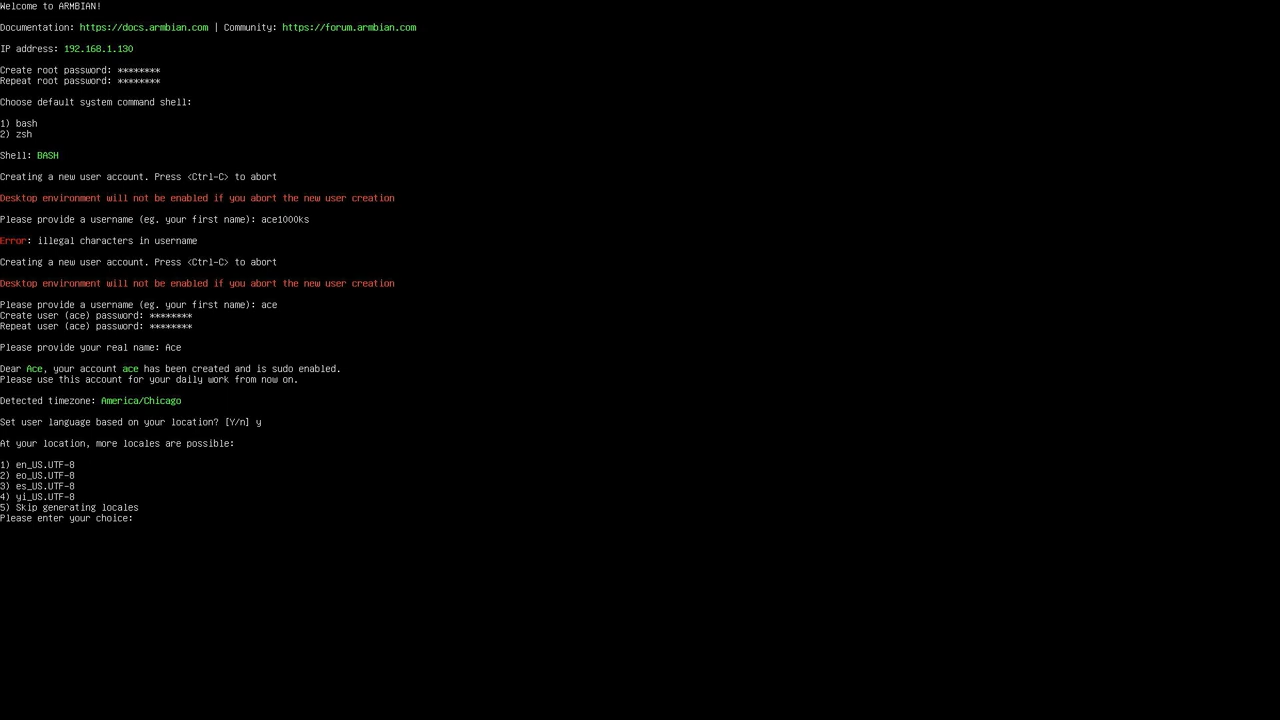 Welcome to ARMBIAN!
Documentation: https://docs.armbian.com | Community: https://forum.armbian.com
IP address: 192.168.1.130
Create root password: ********
Repeat root password: ********
Choose default system command shell:
1) bash
2) zsh
Shell: BASH
Creating a new user account. Press <Ctrl-C> to abort
Desktop environment will not be enabled if you abort the new user creation
Please provide a username (eg. your first name): ace1000ks
Error: illegal characters in username
Creating a new user account. Press <Ctrl-C> to abort
Desktop environment will not be enabled if you abort the new user creation
Please provide a username (eg. your first name): ace
Create user (ace) password: ********
Repeat user (ace) password: ********
Please provide your real name: Ace
Dear Ace, your account ace has been created and is sudo enabled.
Please use this account for your daily work from now on.
Detected timezone: America/Chicago
Set user language based on your location? [Y/n] y
At your location, more locales are possible:
1) en_US.UTF-8
2) eo_US.UTF-8
3) es_US.UTF-8
4) yi_US.UTF-8
5) Skip generating locales
Please enter your choice: